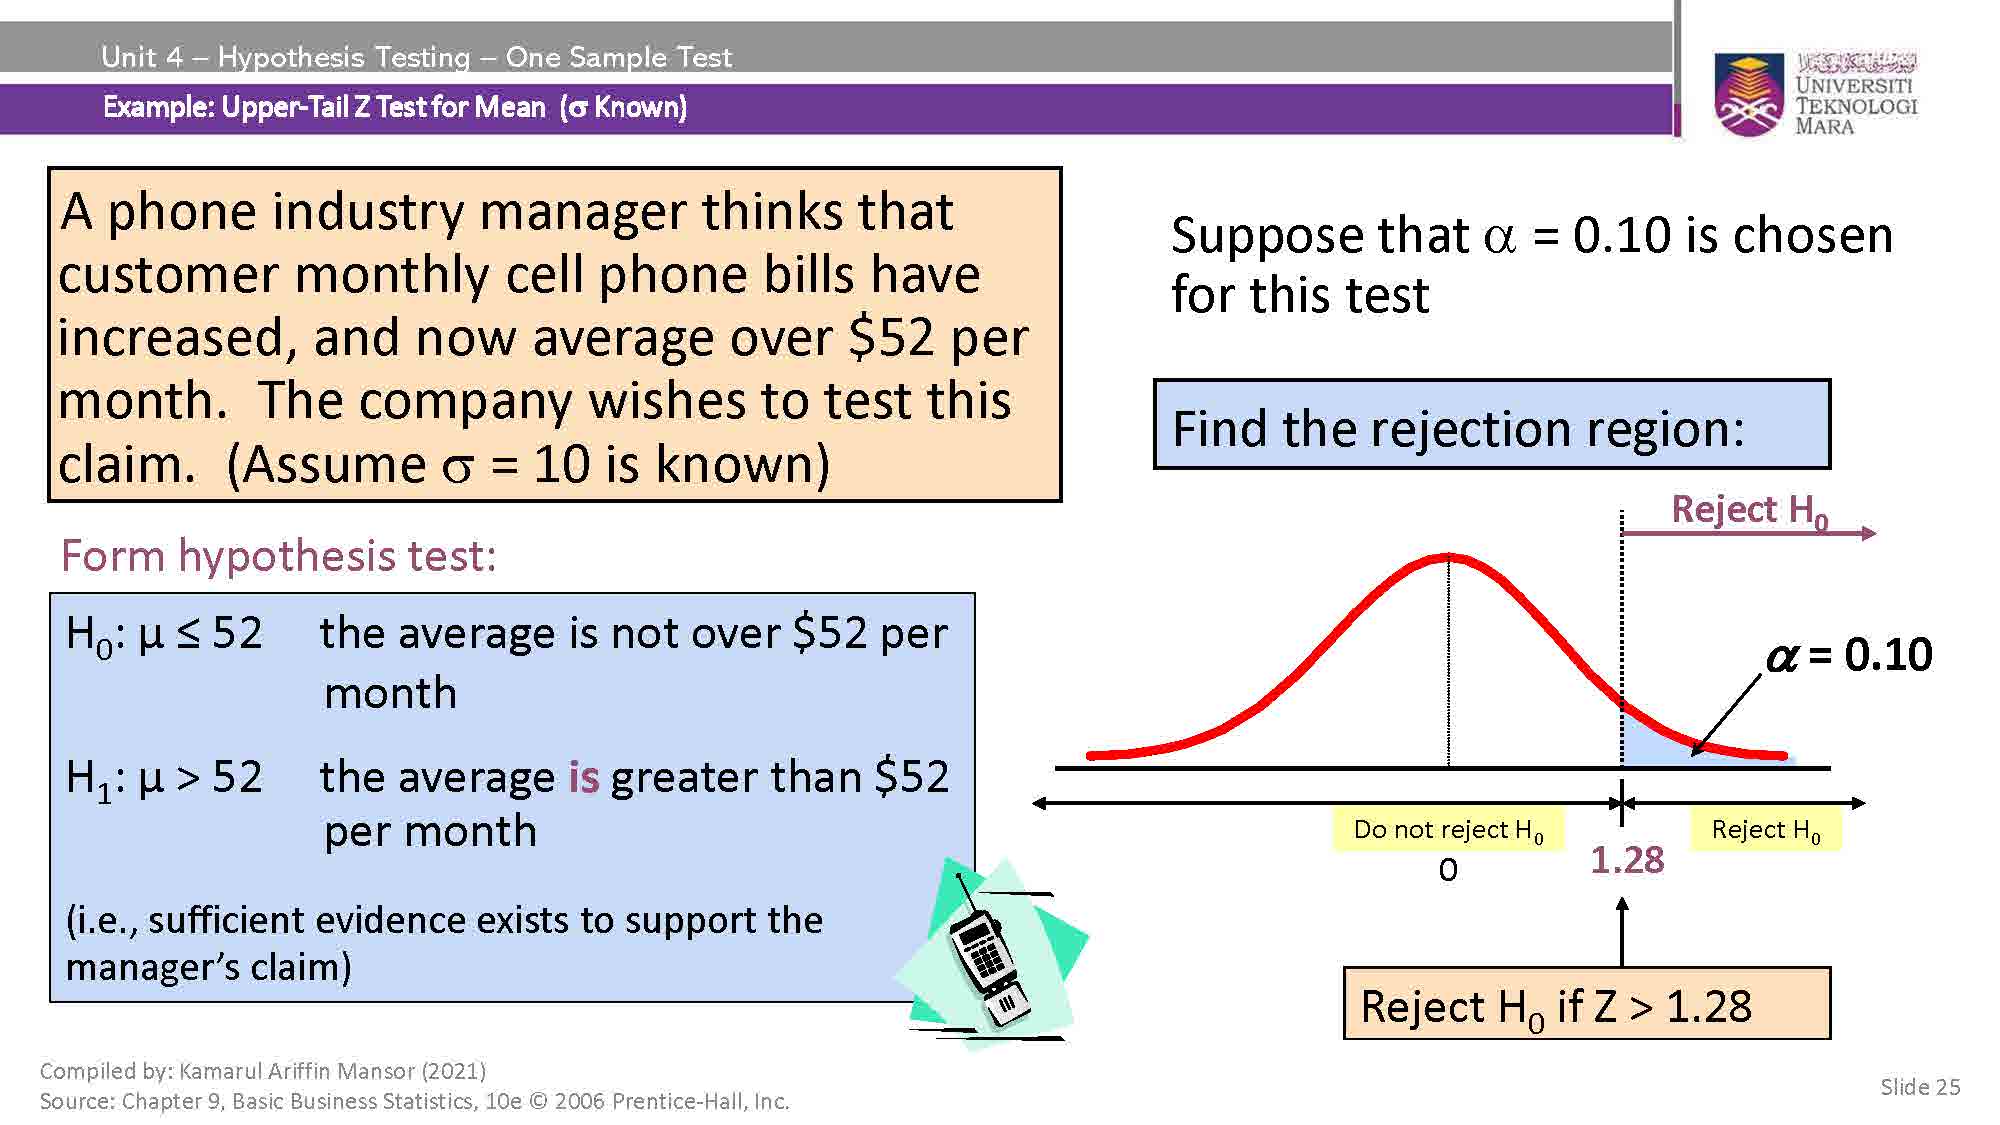 Unit 4 – Hypothesis Testing – One Sample Test
Example: Upper-Tail Z Test for Mean (σ Known)
UNIVERSITI
TEKNOLOGI
MARA
A phone industry manager thinks that
customer monthly cell phone bills have
increased, and now average over $52 per
month. The company wishes to test this
claim. (Assume σ = 10 is known)
Form hypothesis test:
H0: μ ≤ 52 the average is not over $52 per
month
H1: μ > 52 the average is greater than $52
per month
(i.e., sufficient evidence exists to support the
manager’s claim)
Suppose that α = 0.10 is chosen
for this test
Find the rejection region:
Reject H0
α = 0.10
Do not reject H0
Reject H0
0
1.28
Reject H0 if Z > 1.28
Compiled by: Kamarul Ariffin Mansor (2021)
Source: Chapter 9, Basic Business Statistics, 10e © 2006 Prentice-Hall, Inc.
Slide 25